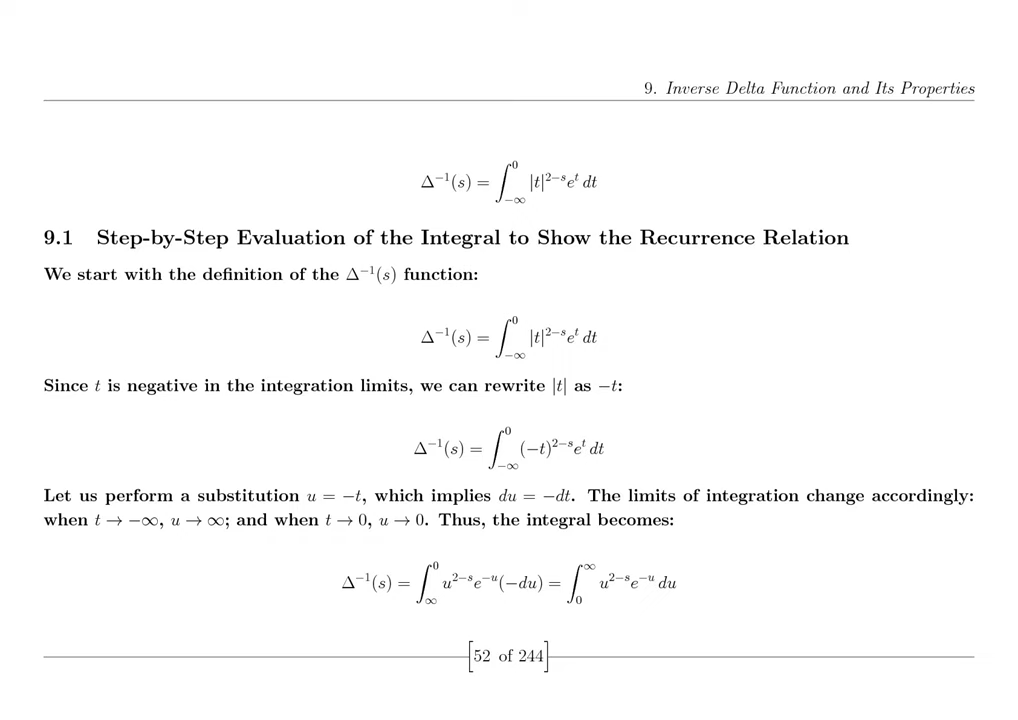 9. Inverse Delta Function and Its Properties
Δ⁻¹(s) = ∫_{−∞}^{0} |t|^{2−s} e^{t} dt
9.1 Step-by-Step Evaluation of the Integral to Show the Recurrence Relation
We start with the definition of the Δ⁻¹(s) function:
Δ⁻¹(s) = ∫_{−∞}^{0} |t|^{2−s} e^{t} dt
Since t is negative in the integration limits, we can rewrite |t| as −t:
Δ⁻¹(s) = ∫_{−∞}^{0} (−t)^{2−s} e^{t} dt
Let us perform a substitution u = −t, which implies du = −dt. The limits of integration change accordingly:
when t → −∞, u → ∞; and when t → 0, u → 0. Thus, the integral becomes:
Δ⁻¹(s) = ∫_{∞}^{0} u^{2−s} e^{−u} (−du) = ∫_{0}^{∞} u^{2−s} e^{−u} du
[52 of 244]